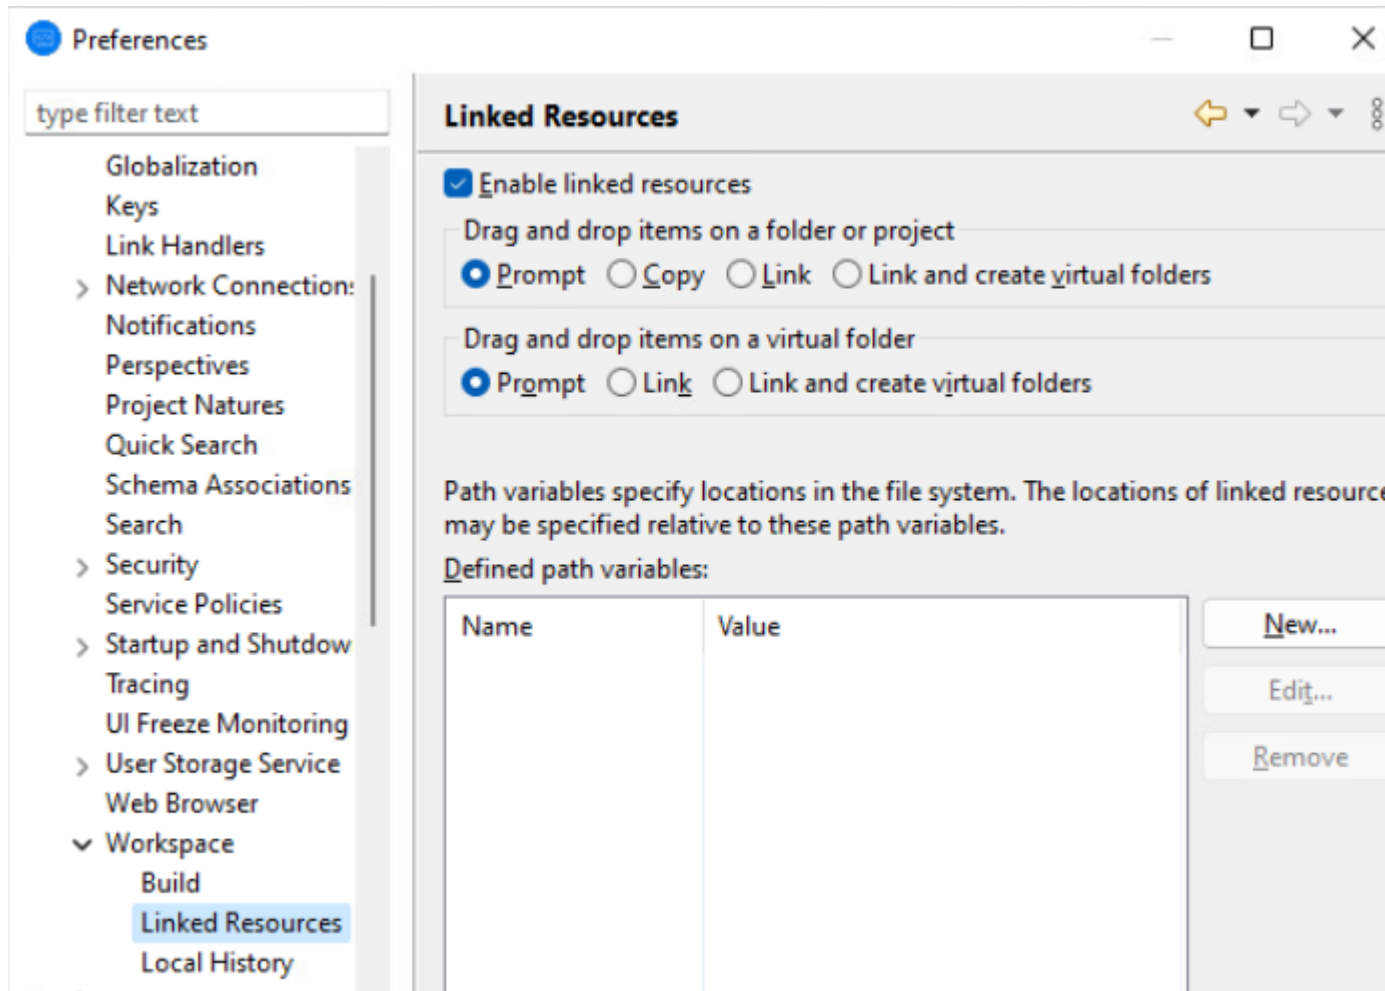 Preferences
type filter text
Globalization
Keys
Link Handlers
Network Connection
Notifications
Perspectives
Project Natures
Quick Search
Schema Associations
Search
Security
Service Policies
Startup and Shutdow
Tracing
UI Freeze Monitoring
User Storage Service
Web Browser
Workspace
Build
Linked Resources
Local History
Linked Resources
Enable linked resources
Drag and drop items on a folder or project
Prompt Copy Link Link and create virtual folders
Drag and drop items on a virtual folder
Prompt Link Link and create virtual folders
Path variables specify locations in the file system. The locations of linked resource
may be specified relative to these path variables.
Defined path variables:
Name Value
New...
Edit...
Remove